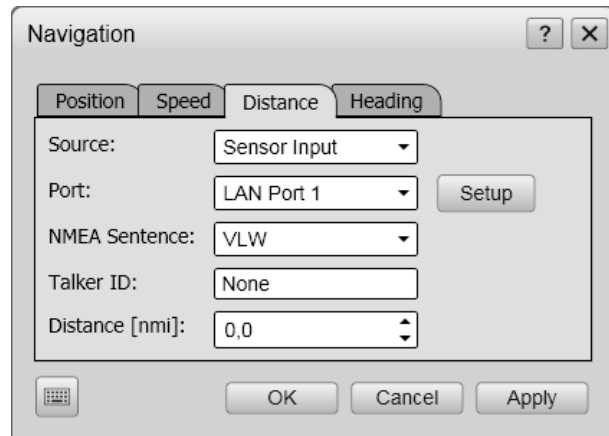 Navigation ? X
Position Speed Distance Heading
Source: Sensor Input
Port: LAN Port 1 Setup
NMEA Sentence: VLW
Talker ID: None
Distance [nmi]: 0,0
OK Cancel Apply